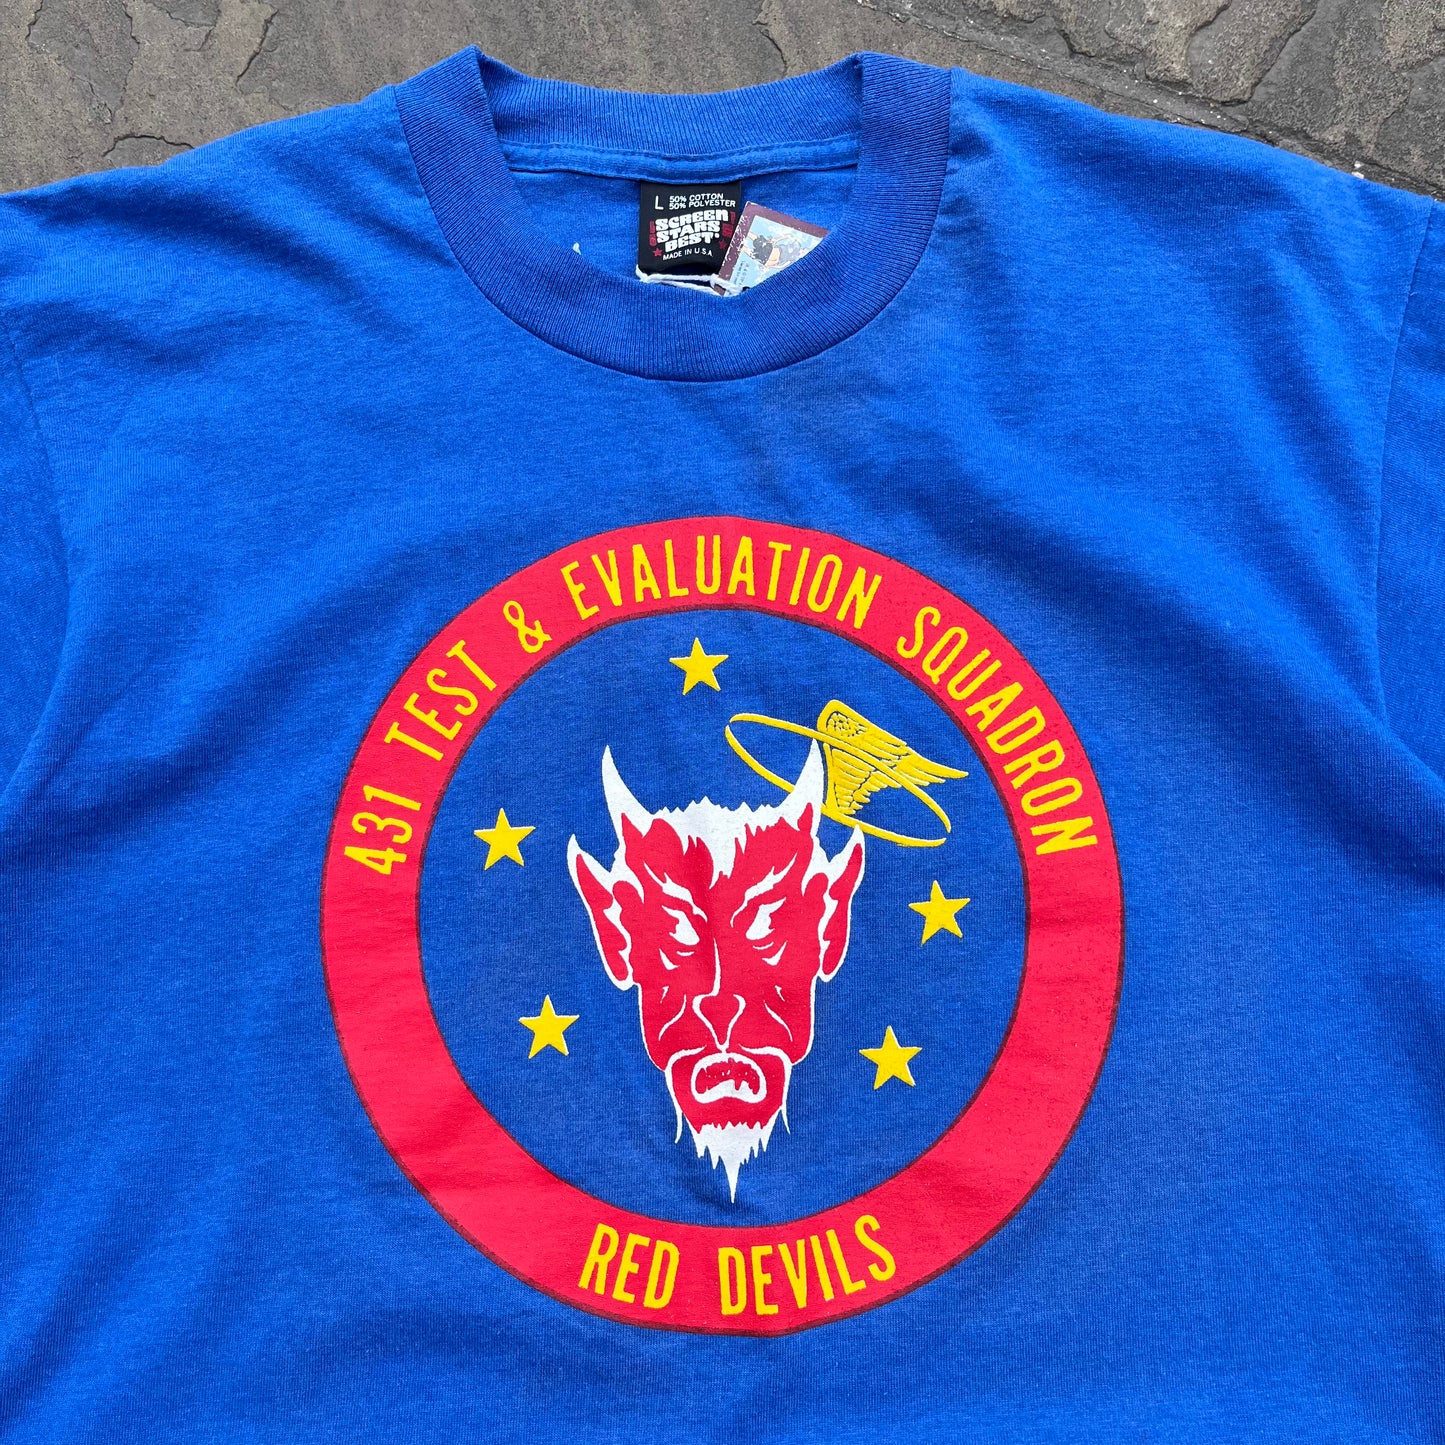 L 50% COTTON
50% POLYESTER
SCREEN
STARS
BEST
MADE IN U.S.A
431 TEST & EVALUATION SQUADRON
RED DEVILS